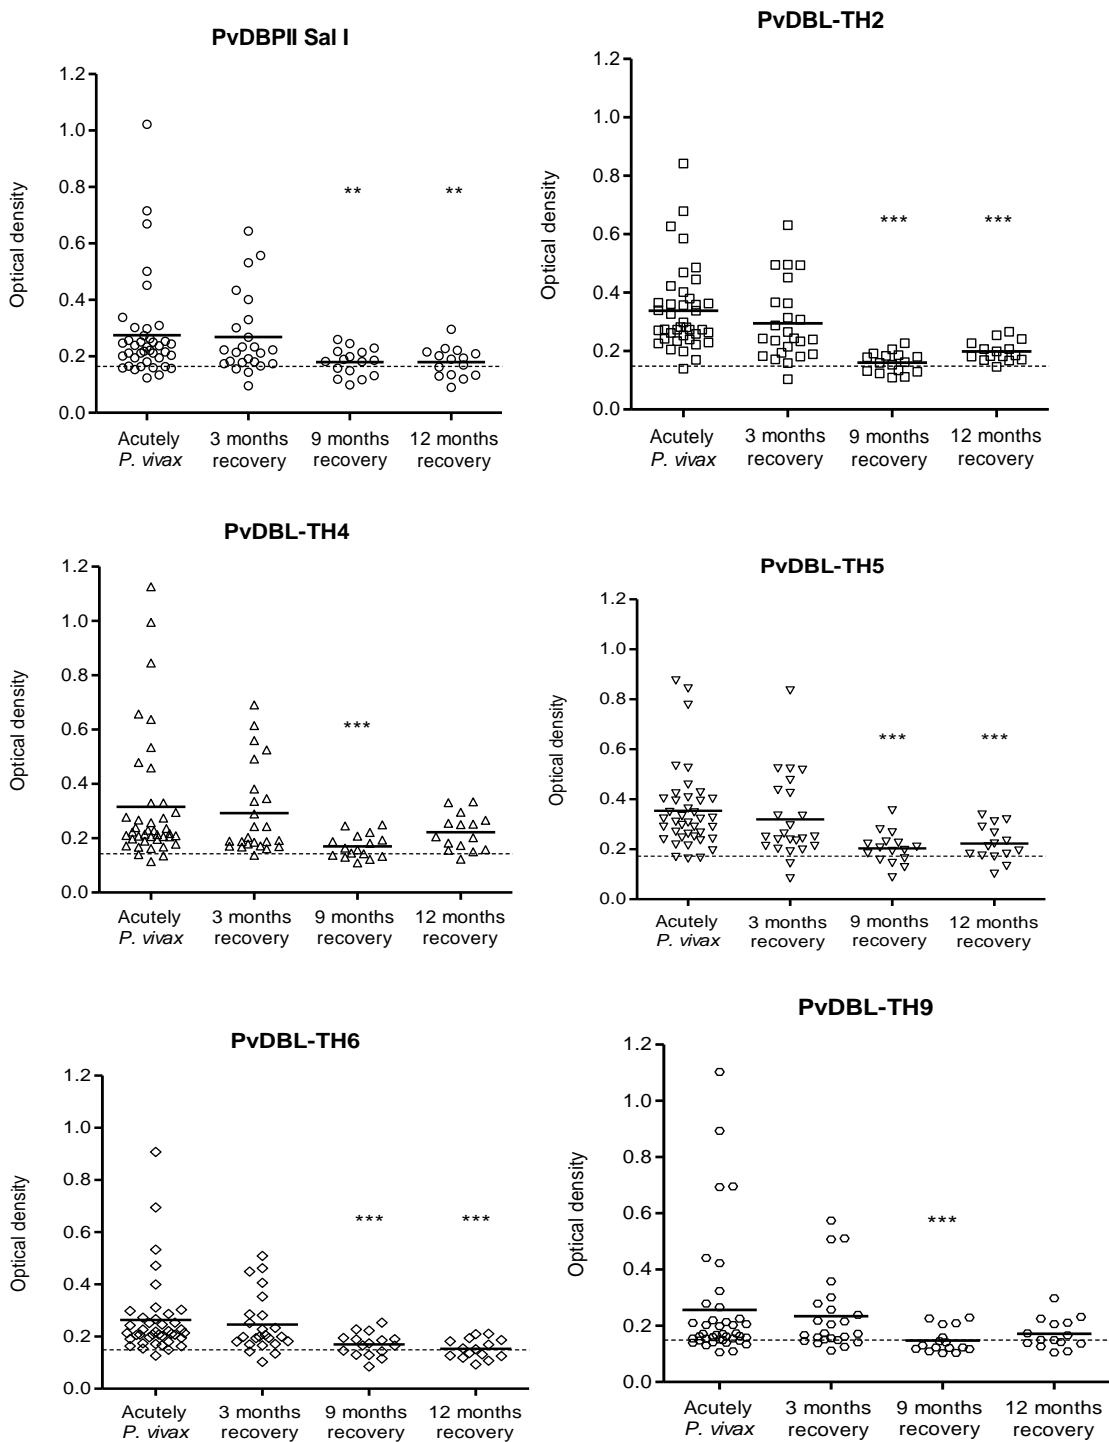 PvDBPII Sal I
1.2
1.0
0.8
0.6
0.4
0.2
0.0
Optical density
**
**
Acutely 3 months 9 months 12 months
P. vivax recovery recovery recovery
PvDBL-TH2
1.2
1.0
0.8
0.6
0.4
0.2
0.0
Optical density
***
***
Acutely 3 months 9 months 12 months
P. vivax recovery recovery recovery
PvDBL-TH4
1.2
1.0
0.8
0.6
0.4
0.2
0.0
Optical density
***
Acutely 3 months 9 months 12 months
P. vivax recovery recovery recovery
PvDBL-TH5
1.2
1.0
0.8
0.6
0.4
0.2
0.0
Optical density
***
***
Acutely 3 months 9 months 12 months
P. vivax recovery recovery recovery
PvDBL-TH6
1.2
1.0
0.8
0.6
0.4
0.2
0.0
Optical density
***
***
Acutely 3 months 9 months 12 months
P. vivax recovery recovery recovery
PvDBL-TH9
1.2
1.0
0.8
0.6
0.4
0.2
0.0
Optical density
***
Acutely 3 months 9 months 12 months
P. vivax recovery recovery recovery